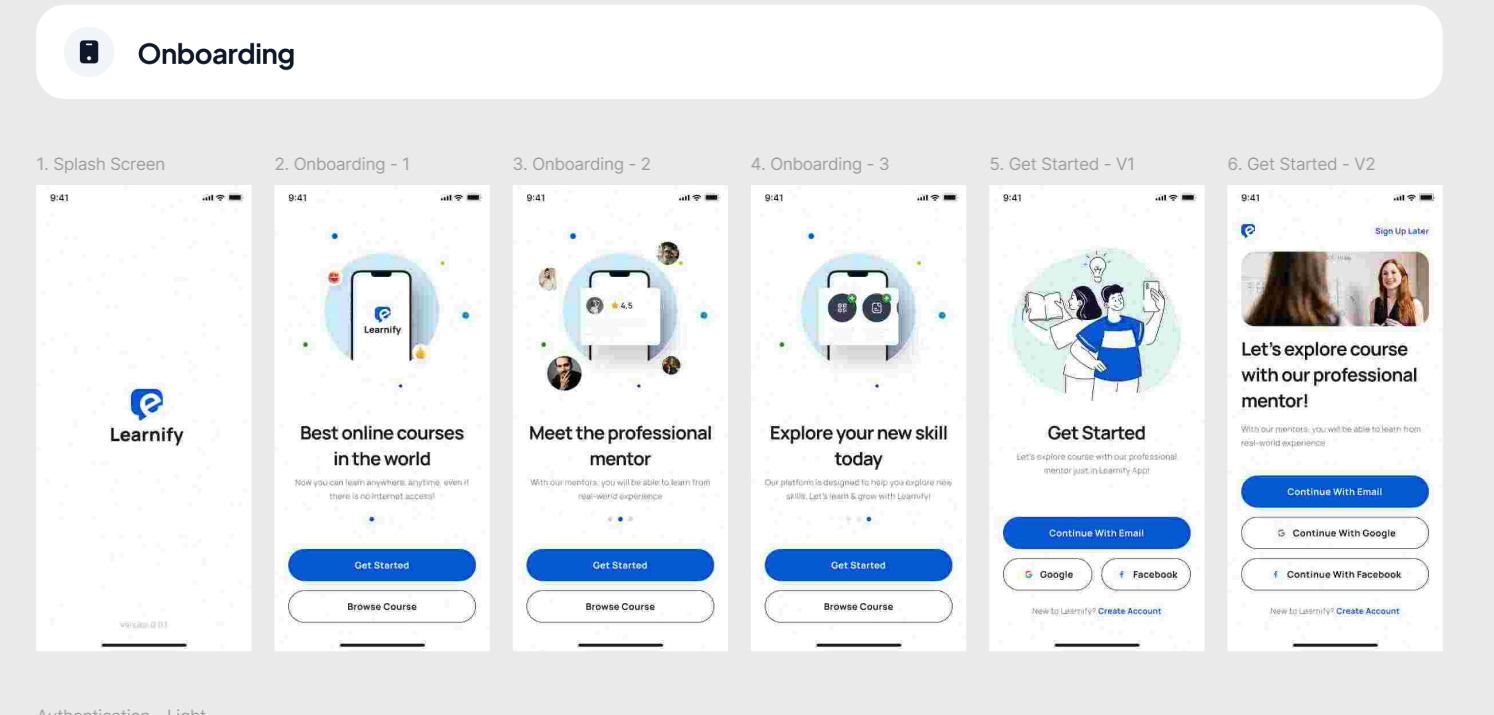 Onboarding
1. Splash Screen
9:41
Learnify
2. Onboarding - 1
9:41
Learnify
Best online courses
in the world
Now you can learn anywhere, anytime, even if
there is no internet access!
Get Started
Browse Course
3. Onboarding - 2
9:41
4.5
Meet the professional
mentor
With our mentors, you will be able to learn from
real-world experience
Get Started
Browse Course
4. Onboarding - 3
9:41
Explore your new skill
today
Our platform is designed to help you explore new
skills. Let's learn & grow with Learnify!
Get Started
Browse Course
5. Get Started - V1
9:41
Get Started
Let's explore course with our professional
mentor just in Learnify App!
Continue With Email
Google
Facebook
New to Learnify? Create Account
6. Get Started - V2
9:41
Sign Up Later
Let's explore course
with our professional
mentor!
With our mentors, you will be able to learn from
real-world experience
Continue With Email
Continue With Google
Continue With Facebook
New to Learnify? Create Account
Authentication - Light